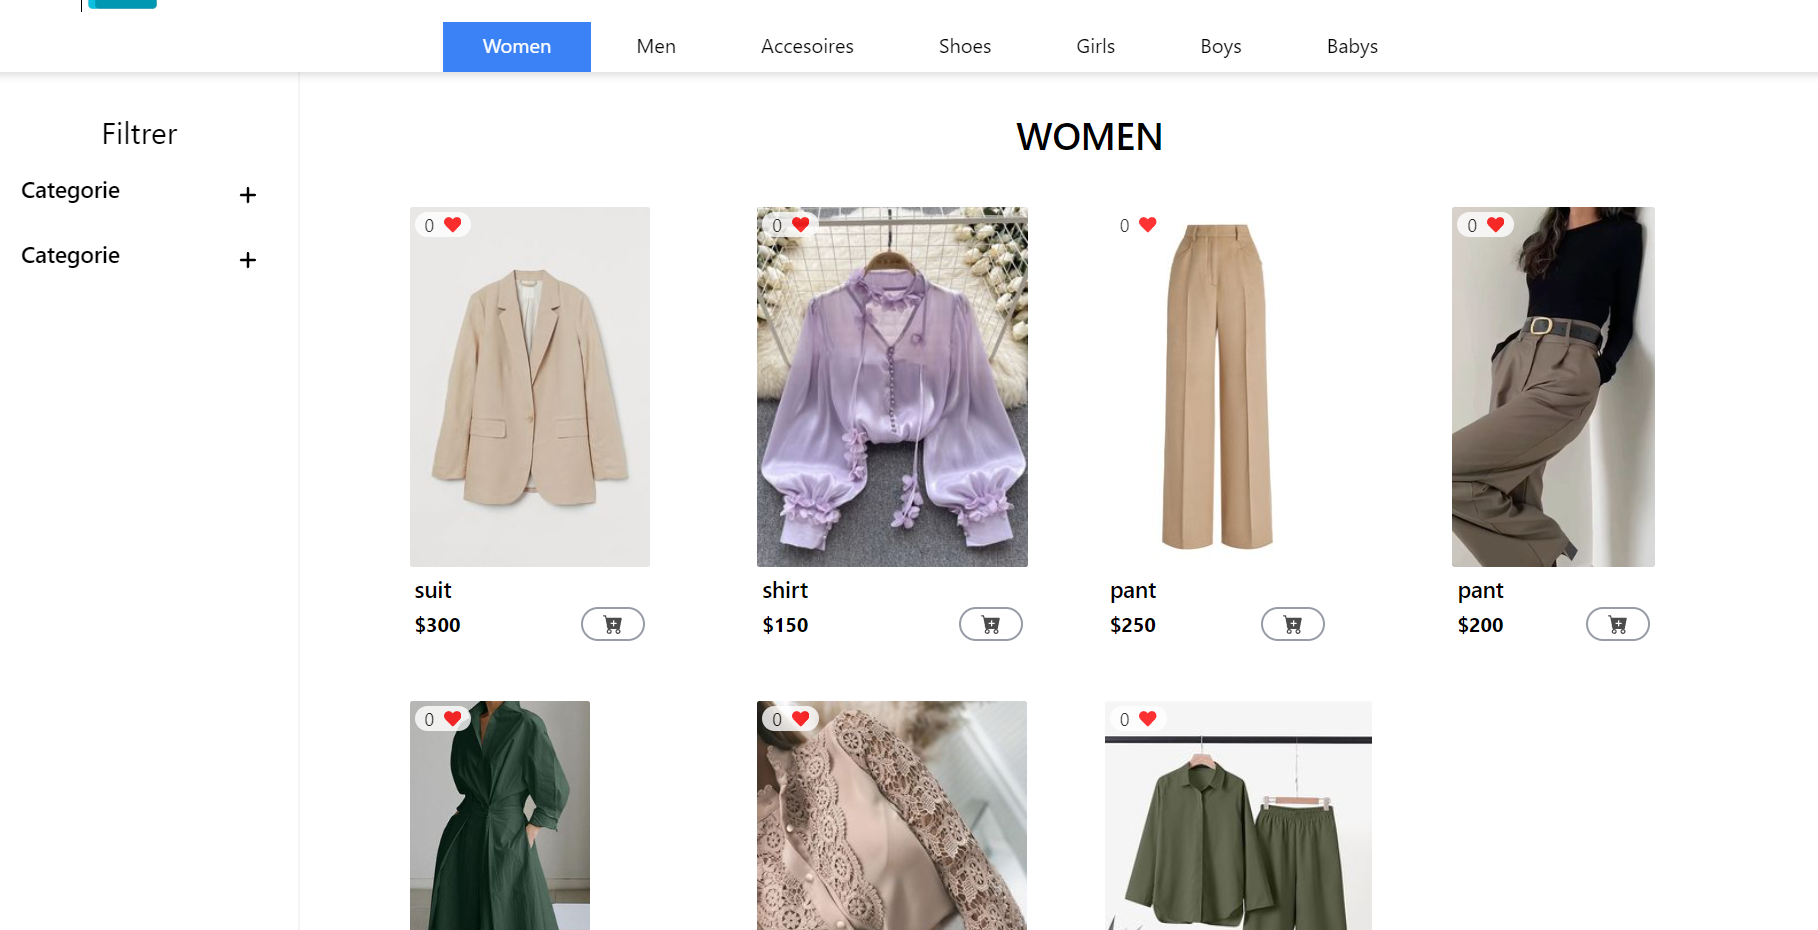 Women Men Accesoires Shoes Girls Boys Babys
Filtrer
Categorie +
Categorie +
WOMEN
0 0 0 0
suit shirt pant pant
$300 $150 $250 $200
0 0 0